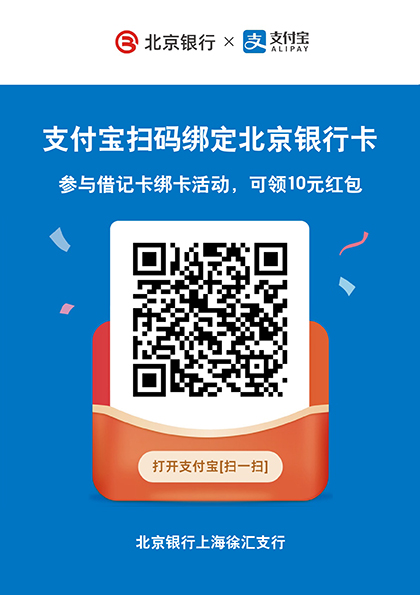 北京银行 × 支 支付宝
ALIPAY
支付宝扫码绑定北京银行卡
参与借记卡绑卡活动，可领10元红包
打开支付宝[扫一扫]
北京银行上海徐汇支行